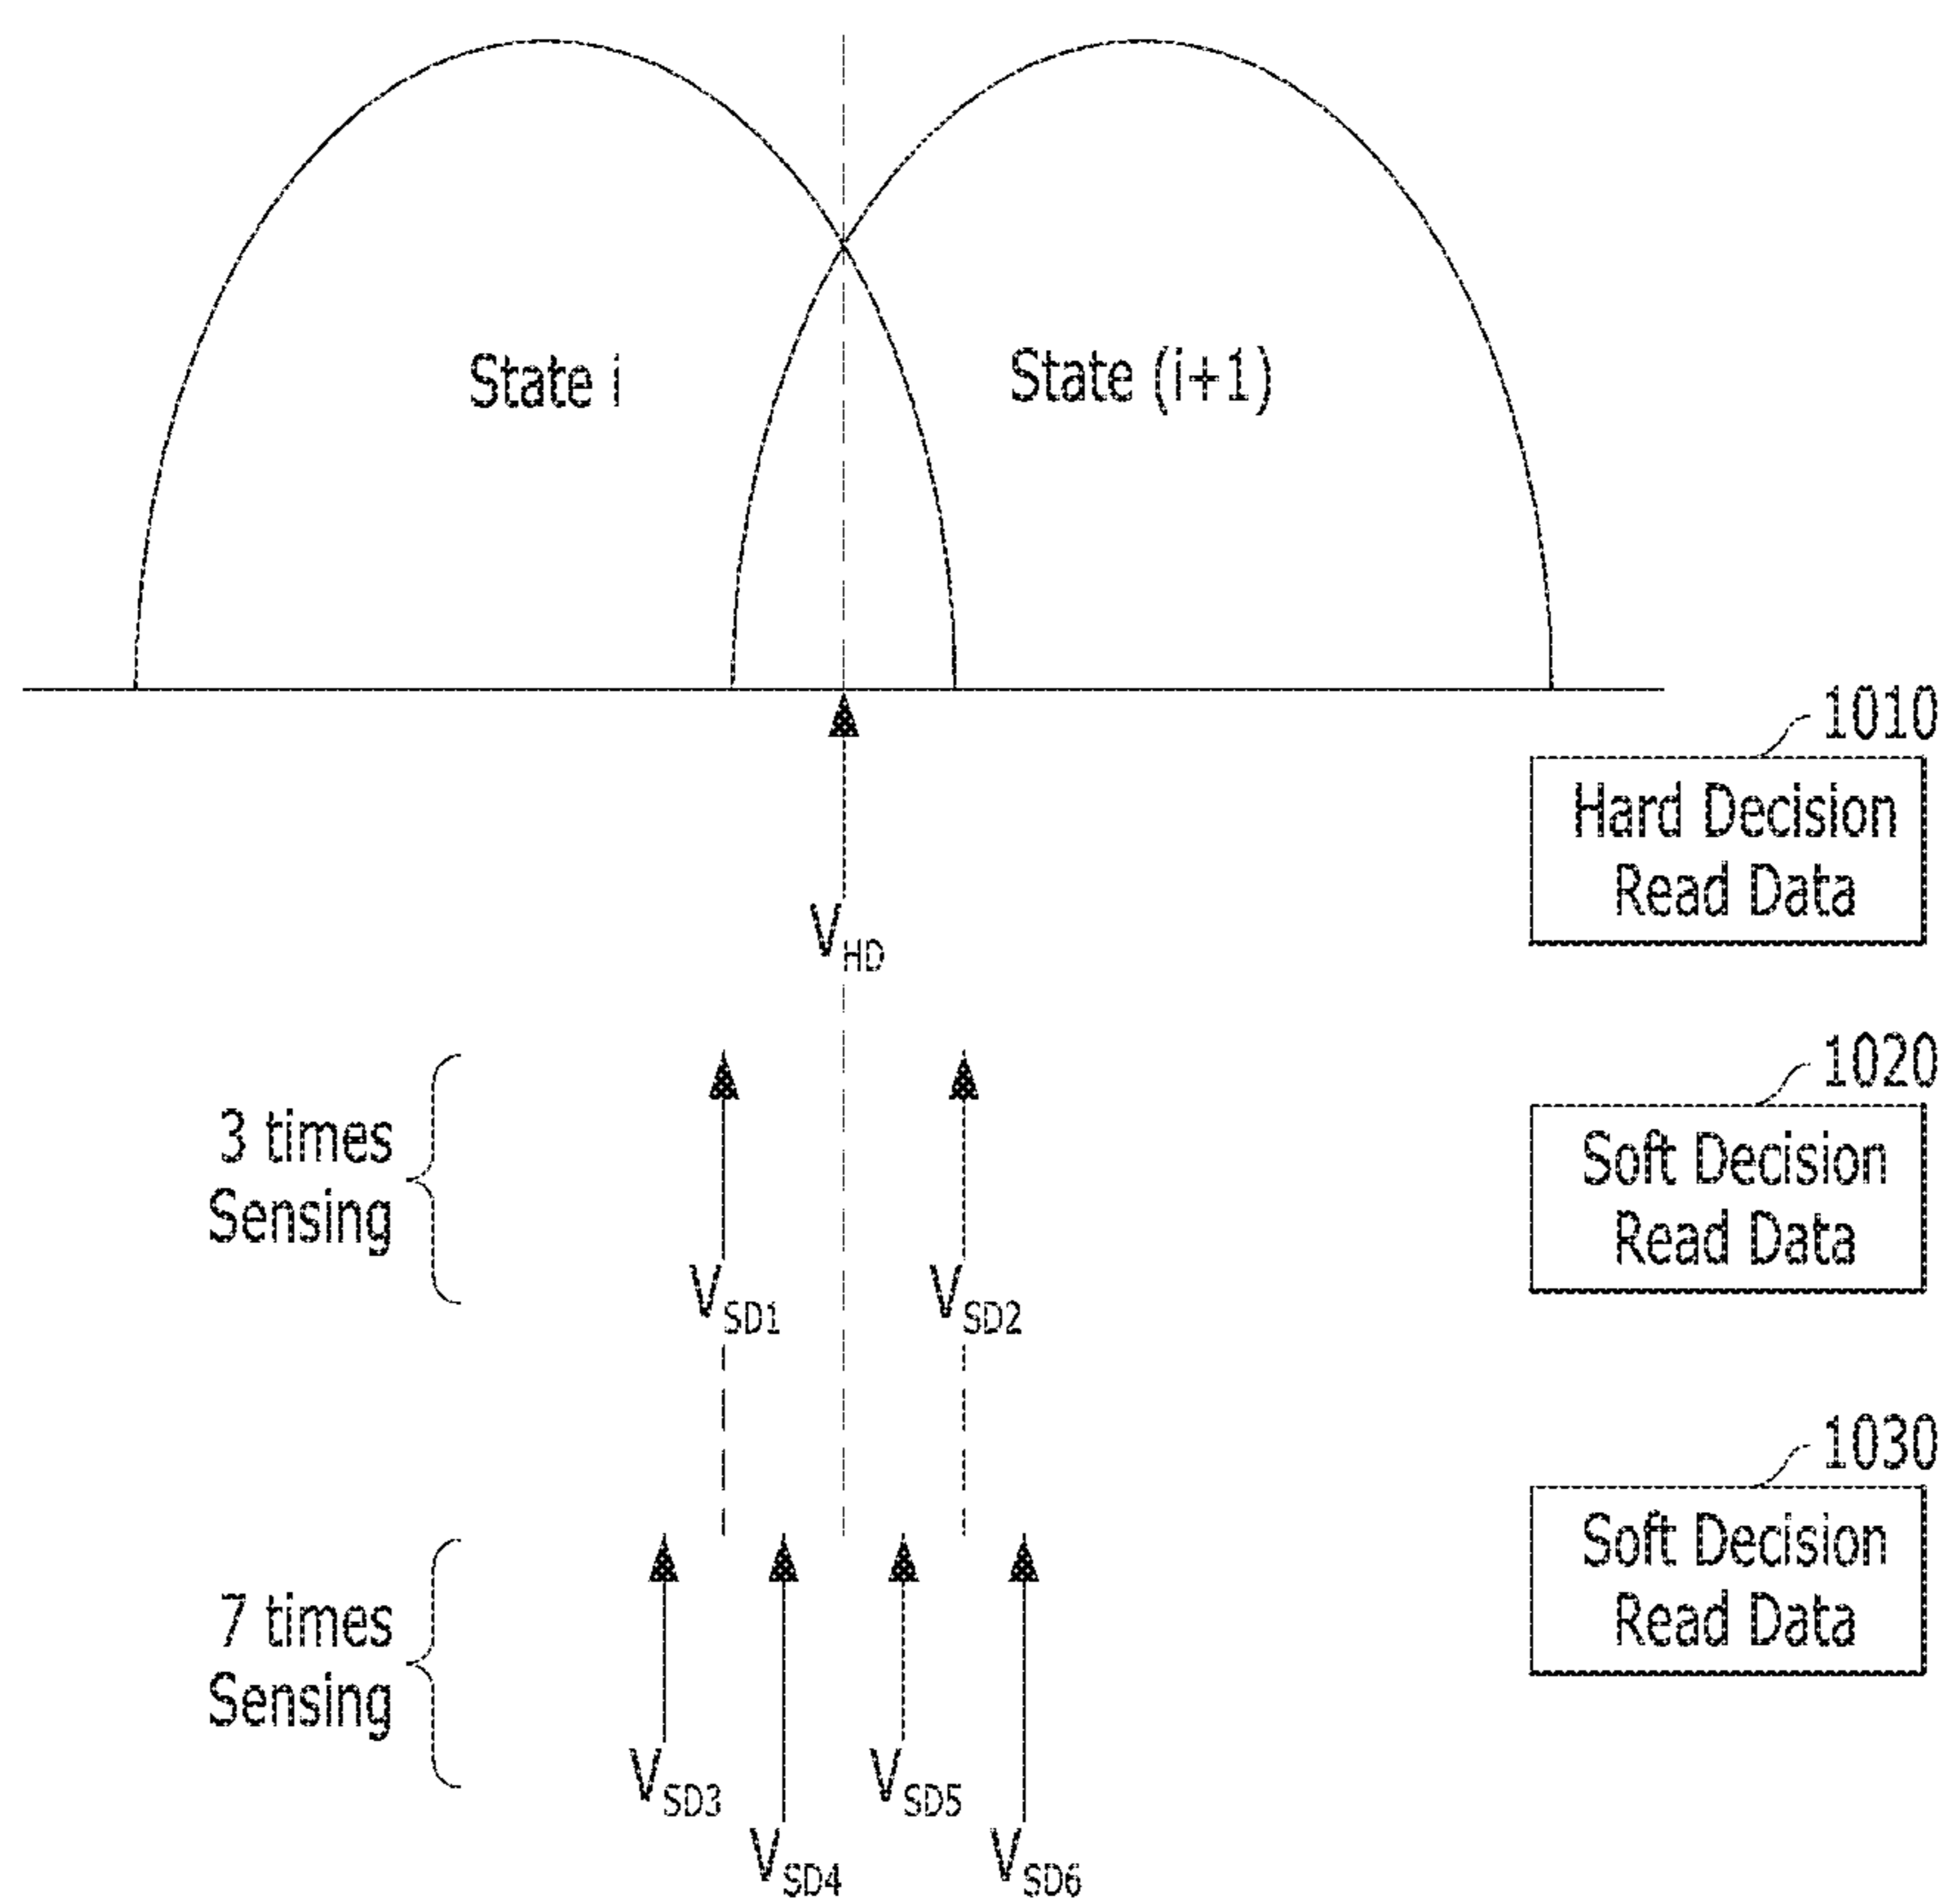 State i
State (i+1)
1010
Hard Decision
Read Data
V_HD
1020
3 times
Sensing
Soft Decision
Read Data
V_SD1
V_SD2
1030
7 times
Sensing
Soft Decision
Read Data
V_SD3
V_SD5
V_SD4
V_SD6